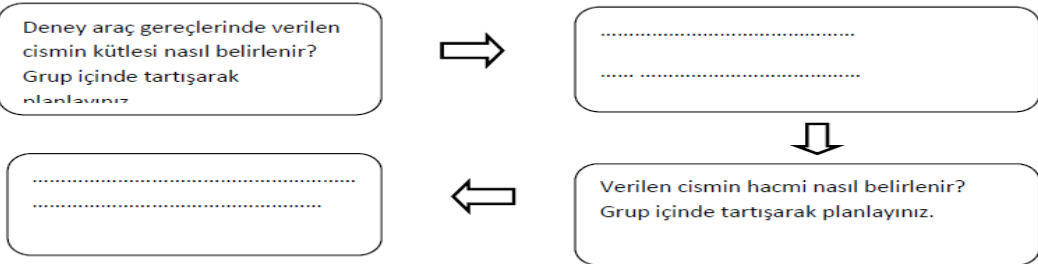 Deney araç gereçlerinde verilen
cismin kütlesi nasıl belirlenir?
Grup içinde tartışarak
planlayınız
.................................................
...... ..........................................
Verilen cismin hacmi nasıl belirlenir?
Grup içinde tartışarak planlayınız.
..............................................................
........................................................